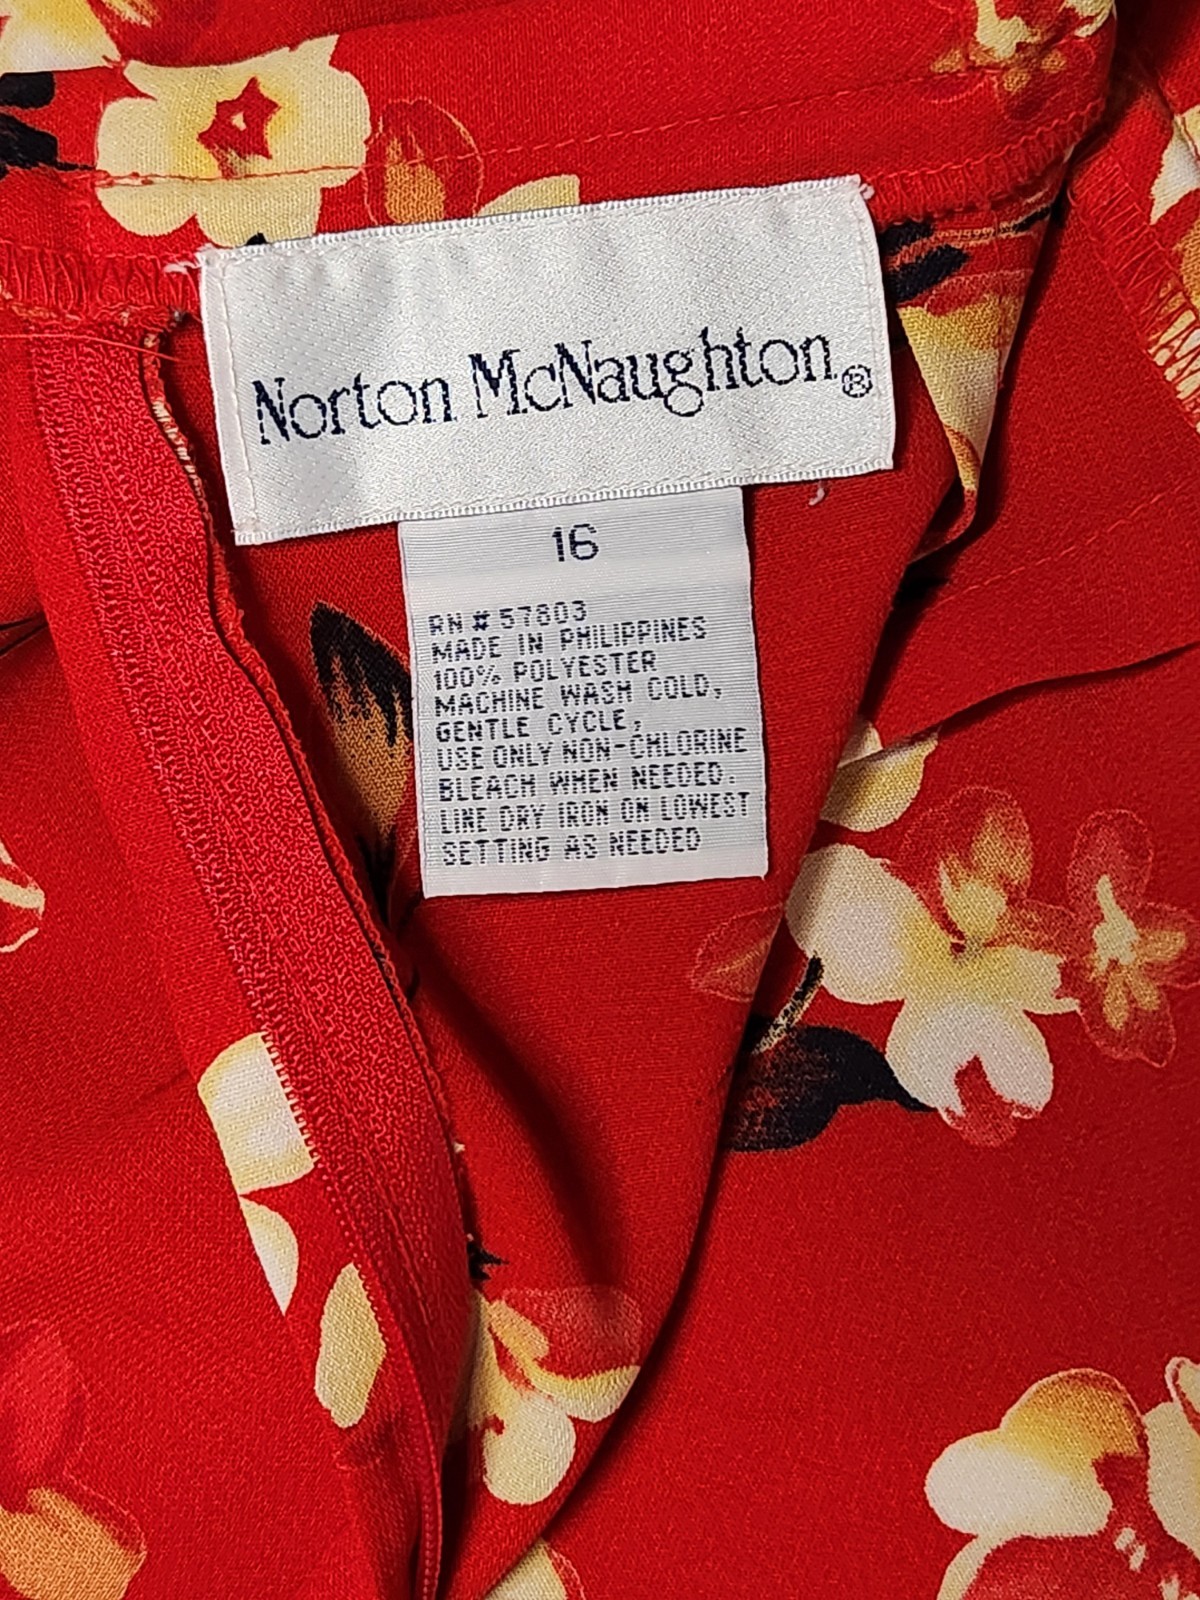 Norton McNaughton®
16
RN # 57803
MADE IN PHILIPPINES
100% POLYESTER
MACHINE WASH COLD,
GENTLE CYCLE,
USE ONLY NON-CHLORINE
BLEACH WHEN NEEDED.
LINE DRY IRON ON LOWEST
SETTING AS NEEDED